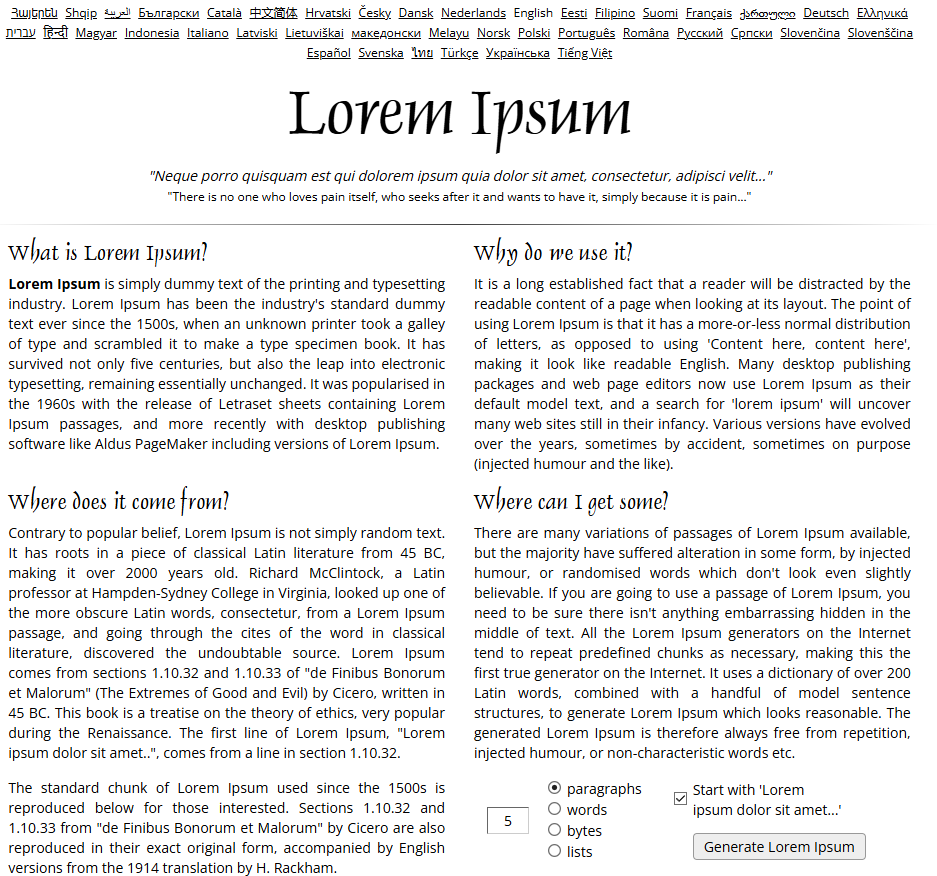 Հայերեն Shqip العربية Български Català 中文简体 Hrvatski Česky Dansk Nederlands English Eesti Filipino Suomi Français ქართული Deutsch Ελληνικά
עברית हिन्दी Magyar Indonesia Italiano Latviski Lietuviškai македонски Melayu Norsk Polski Português Româna Русский Српски Slovenčina Slovenščina
Español Svenska ไทย Türkçe Українська Tiếng Việt
Lorem Ipsum
"Neque porro quisquam est qui dolorem ipsum quia dolor sit amet, consectetur, adipisci velit..."
"There is no one who loves pain itself, who seeks after it and wants to have it, simply because it is pain..."
What is Lorem Ipsum?
Lorem Ipsum is simply dummy text of the printing and typesetting
industry. Lorem Ipsum has been the industry's standard dummy
text ever since the 1500s, when an unknown printer took a galley
of type and scrambled it to make a type specimen book. It has
survived not only five centuries, but also the leap into electronic
typesetting, remaining essentially unchanged. It was popularised in
the 1960s with the release of Letraset sheets containing Lorem
Ipsum passages, and more recently with desktop publishing
software like Aldus PageMaker including versions of Lorem Ipsum.
Why do we use it?
It is a long established fact that a reader will be distracted by the
readable content of a page when looking at its layout. The point of
using Lorem Ipsum is that it has a more-or-less normal distribution
of letters, as opposed to using 'Content here, content here',
making it look like readable English. Many desktop publishing
packages and web page editors now use Lorem Ipsum as their
default model text, and a search for 'lorem ipsum' will uncover
many web sites still in their infancy. Various versions have evolved
over the years, sometimes by accident, sometimes on purpose
(injected humour and the like).
Where does it come from?
Contrary to popular belief, Lorem Ipsum is not simply random text.
It has roots in a piece of classical Latin literature from 45 BC,
making it over 2000 years old. Richard McClintock, a Latin
professor at Hampden-Sydney College in Virginia, looked up one of
the more obscure Latin words, consectetur, from a Lorem Ipsum
passage, and going through the cites of the word in classical
literature, discovered the undoubtable source. Lorem Ipsum
comes from sections 1.10.32 and 1.10.33 of "de Finibus Bonorum
et Malorum" (The Extremes of Good and Evil) by Cicero, written in
45 BC. This book is a treatise on the theory of ethics, very popular
during the Renaissance. The first line of Lorem Ipsum, "Lorem
ipsum dolor sit amet..", comes from a line in section 1.10.32.
The standard chunk of Lorem Ipsum used since the 1500s is
reproduced below for those interested. Sections 1.10.32 and
1.10.33 from "de Finibus Bonorum et Malorum" by Cicero are also
reproduced in their exact original form, accompanied by English
versions from the 1914 translation by H. Rackham.
Where can I get some?
There are many variations of passages of Lorem Ipsum available,
but the majority have suffered alteration in some form, by injected
humour, or randomised words which don't look even slightly
believable. If you are going to use a passage of Lorem Ipsum, you
need to be sure there isn't anything embarrassing hidden in the
middle of text. All the Lorem Ipsum generators on the Internet
tend to repeat predefined chunks as necessary, making this the
first true generator on the Internet. It uses a dictionary of over 200
Latin words, combined with a handful of model sentence
structures, to generate Lorem Ipsum which looks reasonable. The
generated Lorem Ipsum is therefore always free from repetition,
injected humour, or non-characteristic words etc.
5
paragraphs
words
bytes
lists
Start with 'Lorem
ipsum dolor sit amet...'
Generate Lorem Ipsum